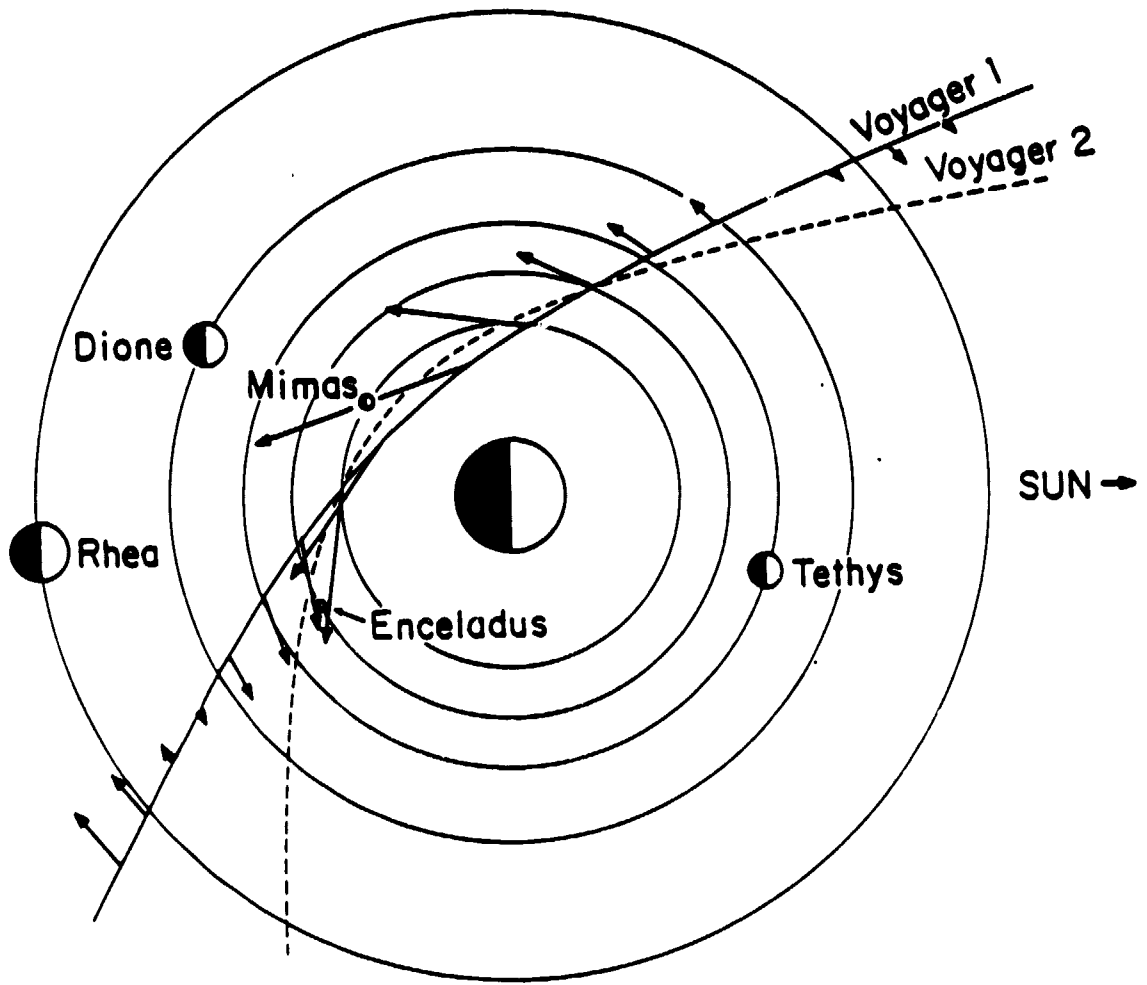 Voyager 1
Voyager 2
Dione
Mimas
SUN
Rhea
Tethys
Enceladus